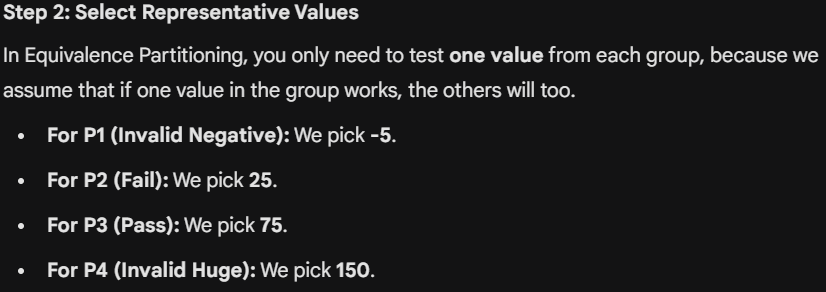 Step 2: Select Representative Values
In Equivalence Partitioning, you only need to test one value from each group, because we
assume that if one value in the group works, the others will too.
• For P1 (Invalid Negative): We pick -5.
• For P2 (Fail): We pick 25.
• For P3 (Pass): We pick 75.
• For P4 (Invalid Huge): We pick 150.